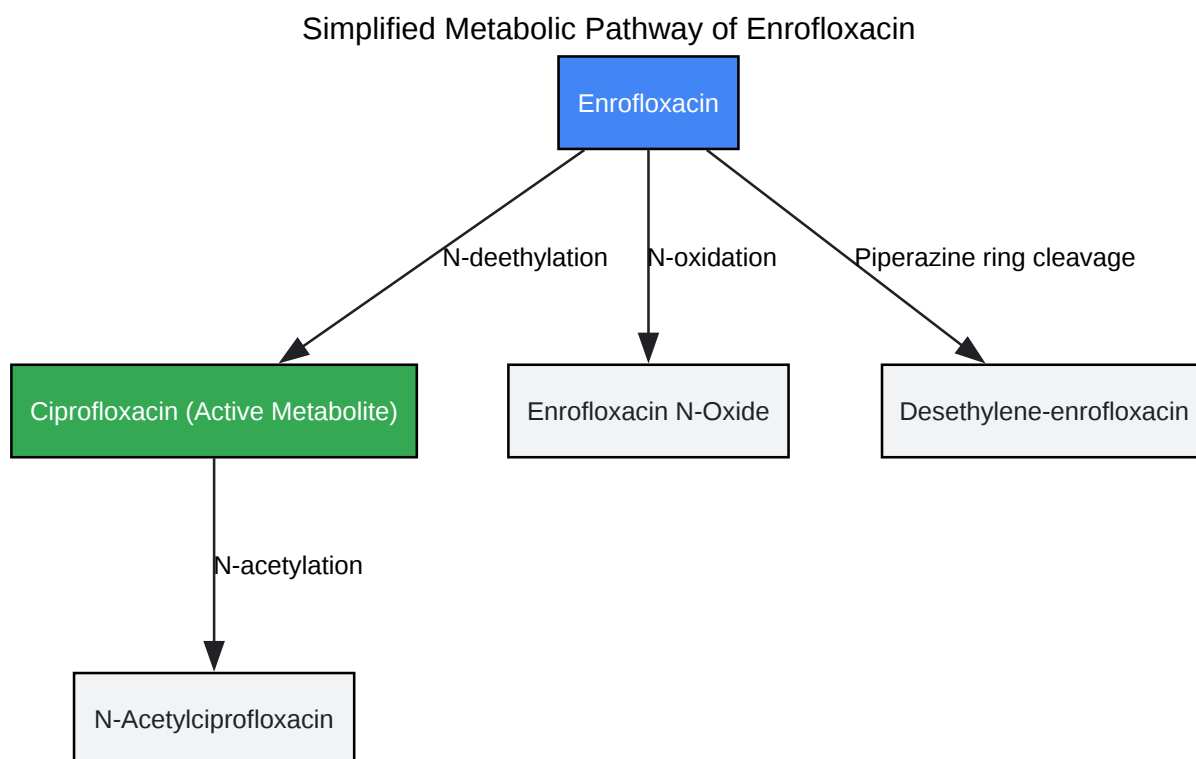 Simplified Metabolic Pathway of Enrofloxacin
Enrofloxacin
N-deethylation
N-oxidation
Piperazine ring cleavage
Ciprofloxacin (Active Metabolite)
Enrofloxacin N-Oxide
Desethylene-enrofloxacin
N-acetylation
N-Acetylciprofloxacin